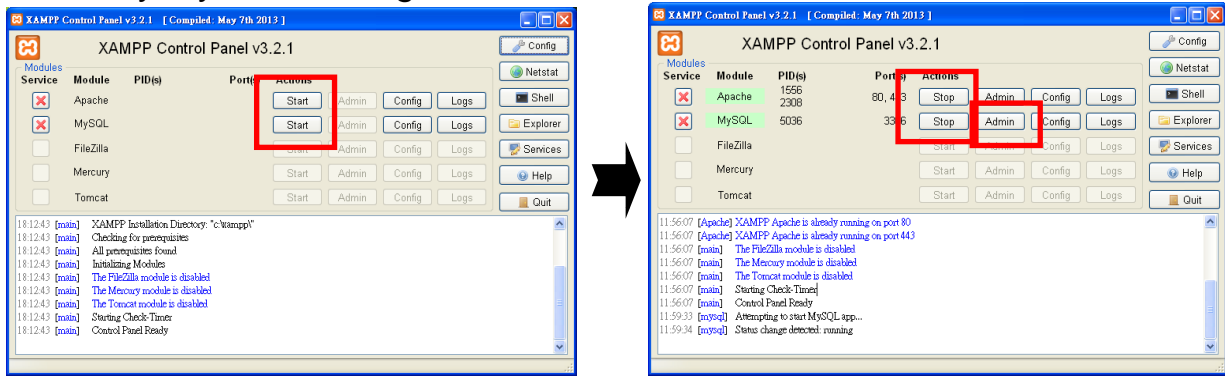 XAMPP Control Panel v3.2.1 [ Compiled: May 7th 2013 ]
XAMPP Control Panel v3.2.1
Config
Modules
Service Module PID(s) Port(s) Actions
Netstat
Apache Start Admin Config Logs
Shell
MySQL Start Admin Config Logs
Explorer
FileZilla Start Admin Config Logs
Services
Mercury Start Admin Config Logs
Help
Tomcat Start Admin Config Logs
Quit
18:12:43 [main] XAMPP Installation Directory: "c:\xampp\"
18:12:43 [main] Checking for prerequisites
18:12:43 [main] All prerequisites found
18:12:43 [main] Initializing Modules
18:12:43 [main] The FileZilla module is disabled
18:12:43 [main] The Mercury module is disabled
18:12:43 [main] The Tomcat module is disabled
18:12:43 [main] Starting Check-Timer
18:12:43 [main] Control Panel Ready
XAMPP Control Panel v3.2.1 [ Compiled: May 7th 2013 ]
XAMPP Control Panel v3.2.1
Config
Modules
Service Module PID(s) Port(s) Actions
Netstat
Apache 1556 2308 80, 443 Stop Admin Config Logs
Shell
MySQL 5036 3306 Stop Admin Config Logs
Explorer
FileZilla Start Admin Config Logs
Services
Mercury Start Admin Config Logs
Help
Tomcat Start Admin Config Logs
Quit
11:56:07 [Apache] XAMPP Apache is already running on port 80
11:56:07 [Apache] XAMPP Apache is already running on port 443
11:56:07 [main] The FileZilla module is disabled
11:56:07 [main] The Mercury module is disabled
11:56:07 [main] The Tomcat module is disabled
11:56:07 [main] Starting Check-Timer
11:56:07 [main] Control Panel Ready
11:59:33 [mysql] Attempting to start MySQL app...
11:59:34 [mysql] Status change detected: running